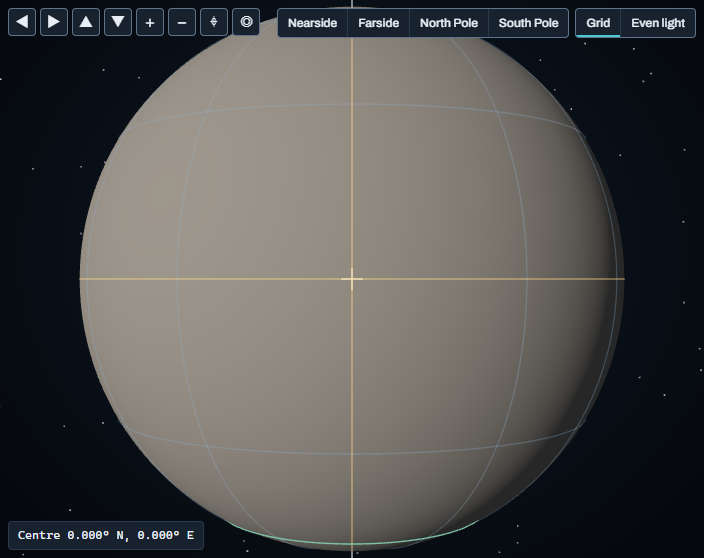 Nearside Farside North Pole South Pole Grid Even light
Centre 0.000° N, 0.000° E